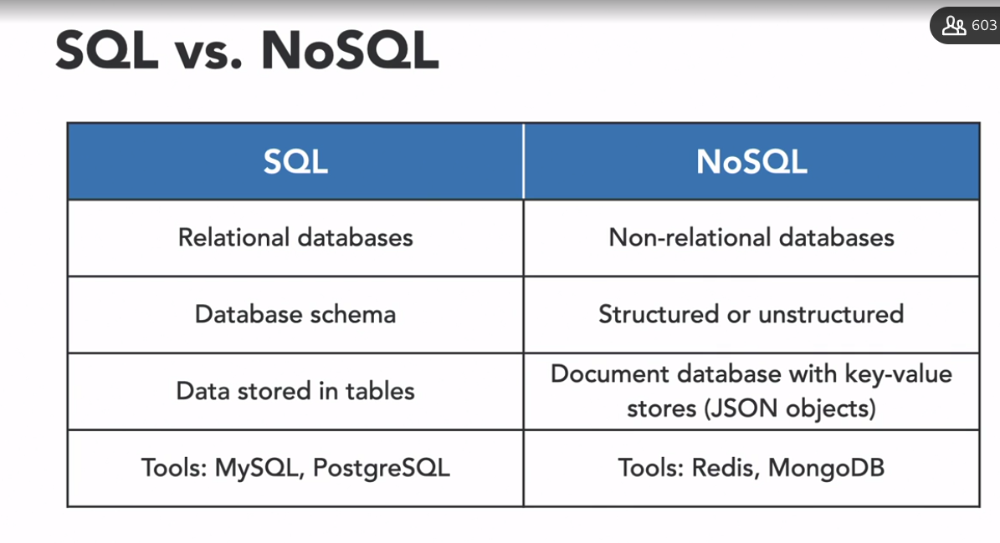 SQL vs. NoSQL
603
SQL
NoSQL
Relational databases
Non-relational databases
Database schema
Structured or unstructured
Data stored in tables
Document database with key-value
stores (JSON objects)
Tools: MySQL, PostgreSQL
Tools: Redis, MongoDB